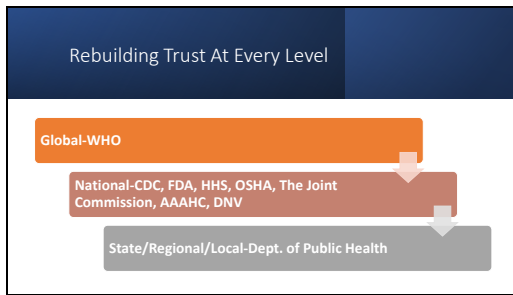 Rebuilding Trust At Every Level
Global-WHO
National-CDC, FDA, HHS, OSHA, The Joint
Commission, AAAHC, DNV
State/Regional/Local-Dept. of Public Health